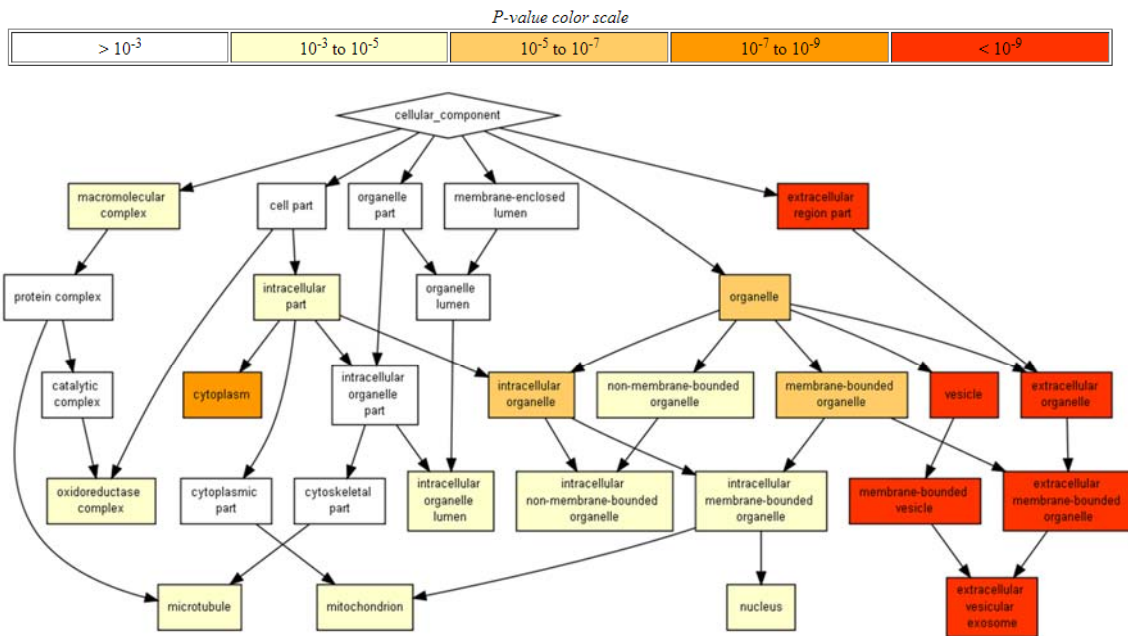 P-value color scale
> 10-3 10-3 to 10-5 10-5 to 10-7 10-7 to 10-9 < 10-9
cellular_component
macromolecular
complex
cell part
organelle
part
membrane-enclosed
lumen
extracellular
region part
protein complex
intracellular
part
organelle
lumen
organelle
catalytic
complex
cytoplasm
intracellular
organelle
part
intracellular
organelle
non-membrane-bounded
organelle
membrane-bounded
organelle
vesicle
extracellular
organelle
oxidoreductase
complex
cytoplasmic
part
cytoskeletal
part
intracellular
organelle
lumen
intracellular
non-membrane-bounded
organelle
intracellular
membrane-bounded
organelle
membrane-bounded
vesicle
extracellular
membrane-bounded
organelle
microtubule
mitochondrion
nucleus
extracellular
vesicular
exosome